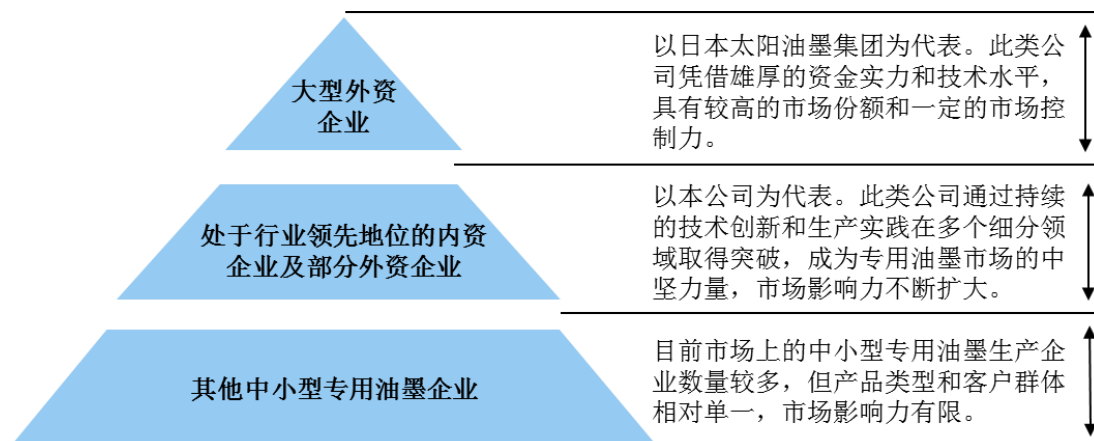 大型外资
企业
以日本太阳油墨集团为代表。此类公
司凭借雄厚的资金实力和技术水平，
具有较高的市场份额和一定的市场控
制力。
处于行业领先地位的内资
企业及部分外资企业
以本公司为代表。此类公司通过持续
的技术创新和生产实践在多个细分领
域取得突破，成为专用油墨市场的中
坚力量，市场影响力不断扩大。
其他中小型专用油墨企业
目前市场上的中小型专用油墨生产企
业数量较多，但产品类型和客户群体
相对单一，市场影响力有限。